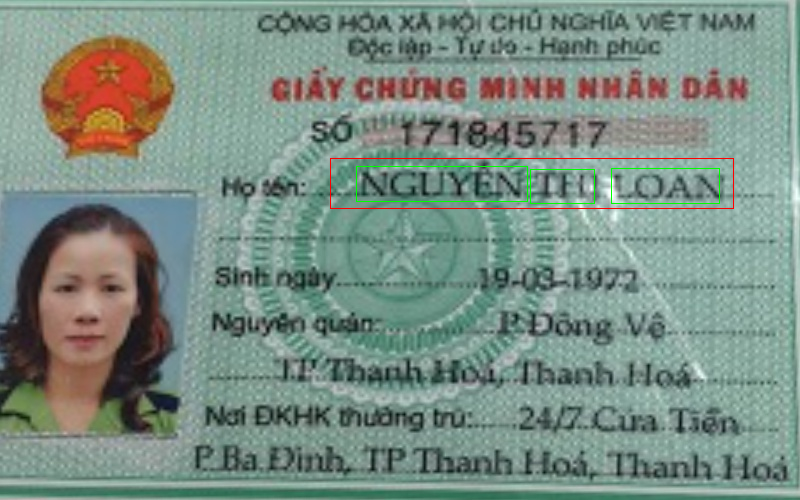 CỘNG HÒA XÃ HỘI CHỦ NGHĨA VIỆT NAM
Độc lập - Tự do - Hạnh phúc
GIẤY CHỨNG MINH NHÂN DÂN
SỐ 171845717
Họ tên: NGUYỄN THỊ LOAN
Sinh ngày 19-03-1972
Nguyên quán: P.Đông Vệ
TP Thanh Hoá, Thanh Hoá
Nơi ĐKHK thường trú: 24/7 Cửa Tiền
P Ba Đình, TP Thanh Hoá, Thanh Hoá